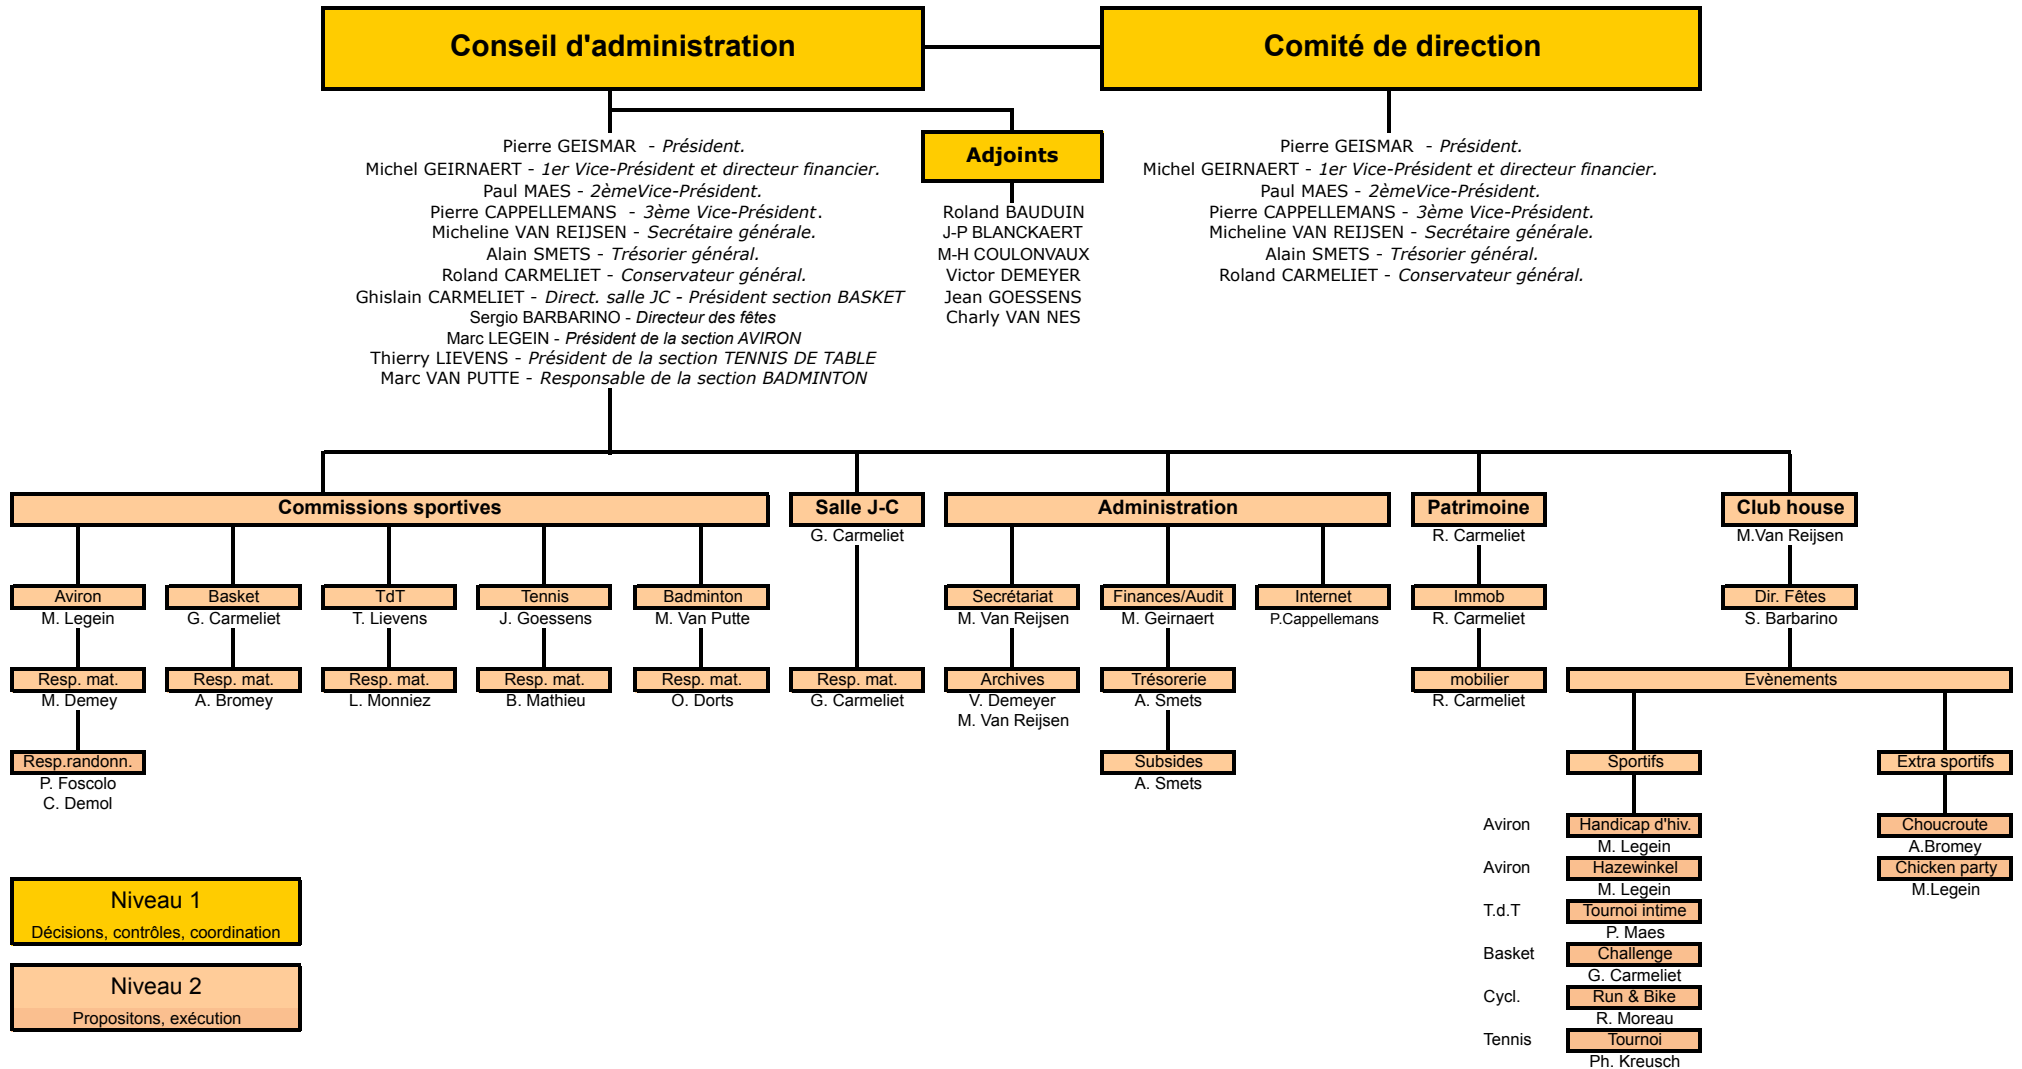 Conseil d'administration
Comité de direction
Pierre GEISMAR - Président.
Michel GEIRNAERT - 1er Vice-Président et directeur financier.
Paul MAES - 2èmeVice-Président.
Pierre CAPPELLEMANS - 3ème Vice-Président.
Micheline VAN REIJSEN - Secrétaire générale.
Alain SMETS - Trésorier général.
Roland CARMELIET - Conservateur général.
Ghislain CARMELIET - Direct. salle JC - Président section BASKET
Sergio BARBARINO - Directeur des fêtes
Marc LEGEIN - Président de la section AVIRON
Thierry LIEVENS - Président de la section TENNIS DE TABLE
Marc VAN PUTTE - Responsable de la section BADMINTON
Adjoints
Roland BAUDUIN
J-P BLANCKAERT
M-H COULONVAUX
Victor DEMEYER
Jean GOESSENS
Charly VAN NES
Pierre GEISMAR - Président.
Michel GEIRNAERT - 1er Vice-Président et directeur financier.
Paul MAES - 2èmeVice-Président.
Pierre CAPPELLEMANS - 3ème Vice-Président.
Micheline VAN REIJSEN - Secrétaire générale.
Alain SMETS - Trésorier général.
Roland CARMELIET - Conservateur général.
Commissions sportives
Aviron
M. Legein
Resp. mat.
M. Demey
Resp.randonn.
P. Foscolo
C. Demol
Basket
G. Carmeliet
Resp. mat.
A. Bromey
TdT
T. Lievens
Resp. mat.
L. Monniez
Tennis
J. Goessens
Resp. mat.
B. Mathieu
Badminton
M. Van Putte
Resp. mat.
O. Dorts
Salle J-C
G. Carmeliet
Resp. mat.
G. Carmeliet
Administration
Secrétariat
M. Van Reijsen
Archives
V. Demeyer
M. Van Reijsen
Finances/Audit
M. Geirnaert
Trésorerie
A. Smets
Subsides
A. Smets
Internet
P.Cappellemans
Patrimoine
R. Carmeliet
Immob
R. Carmeliet
mobilier
R. Carmeliet
Club house
M.Van Reijsen
Dir. Fêtes
S. Barbarino
Evènements
Sportifs
Aviron
Handicap d'hiv.
M. Legein
Aviron
Hazewinkel
M. Legein
T.d.T
Tournoi intime
P. Maes
Basket
Challenge
G. Carmeliet
Cycl.
Run & Bike
R. Moreau
Tennis
Tournoi
Ph. Kreusch
Extra sportifs
Choucroute
A.Bromey
Chicken party
M.Legein
Niveau 1
Décisions, contrôles, coordination
Niveau 2
Propositons, exécution